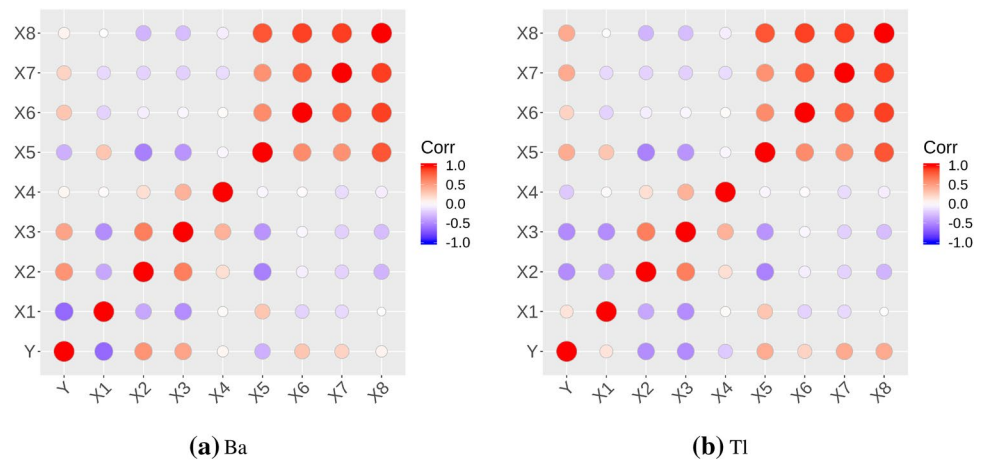 X8
X7
X6
X5
X4
X3
X2
X1
Y
Y X1 X2 X3 X4 X5 X6 X7 X8
Corr
1.0
0.5
0.0
-0.5
-1.0
(a) Ba
X8
X7
X6
X5
X4
X3
X2
X1
Y
Y X1 X2 X3 X4 X5 X6 X7 X8
Corr
1.0
0.5
0.0
-0.5
-1.0
(b) Tl